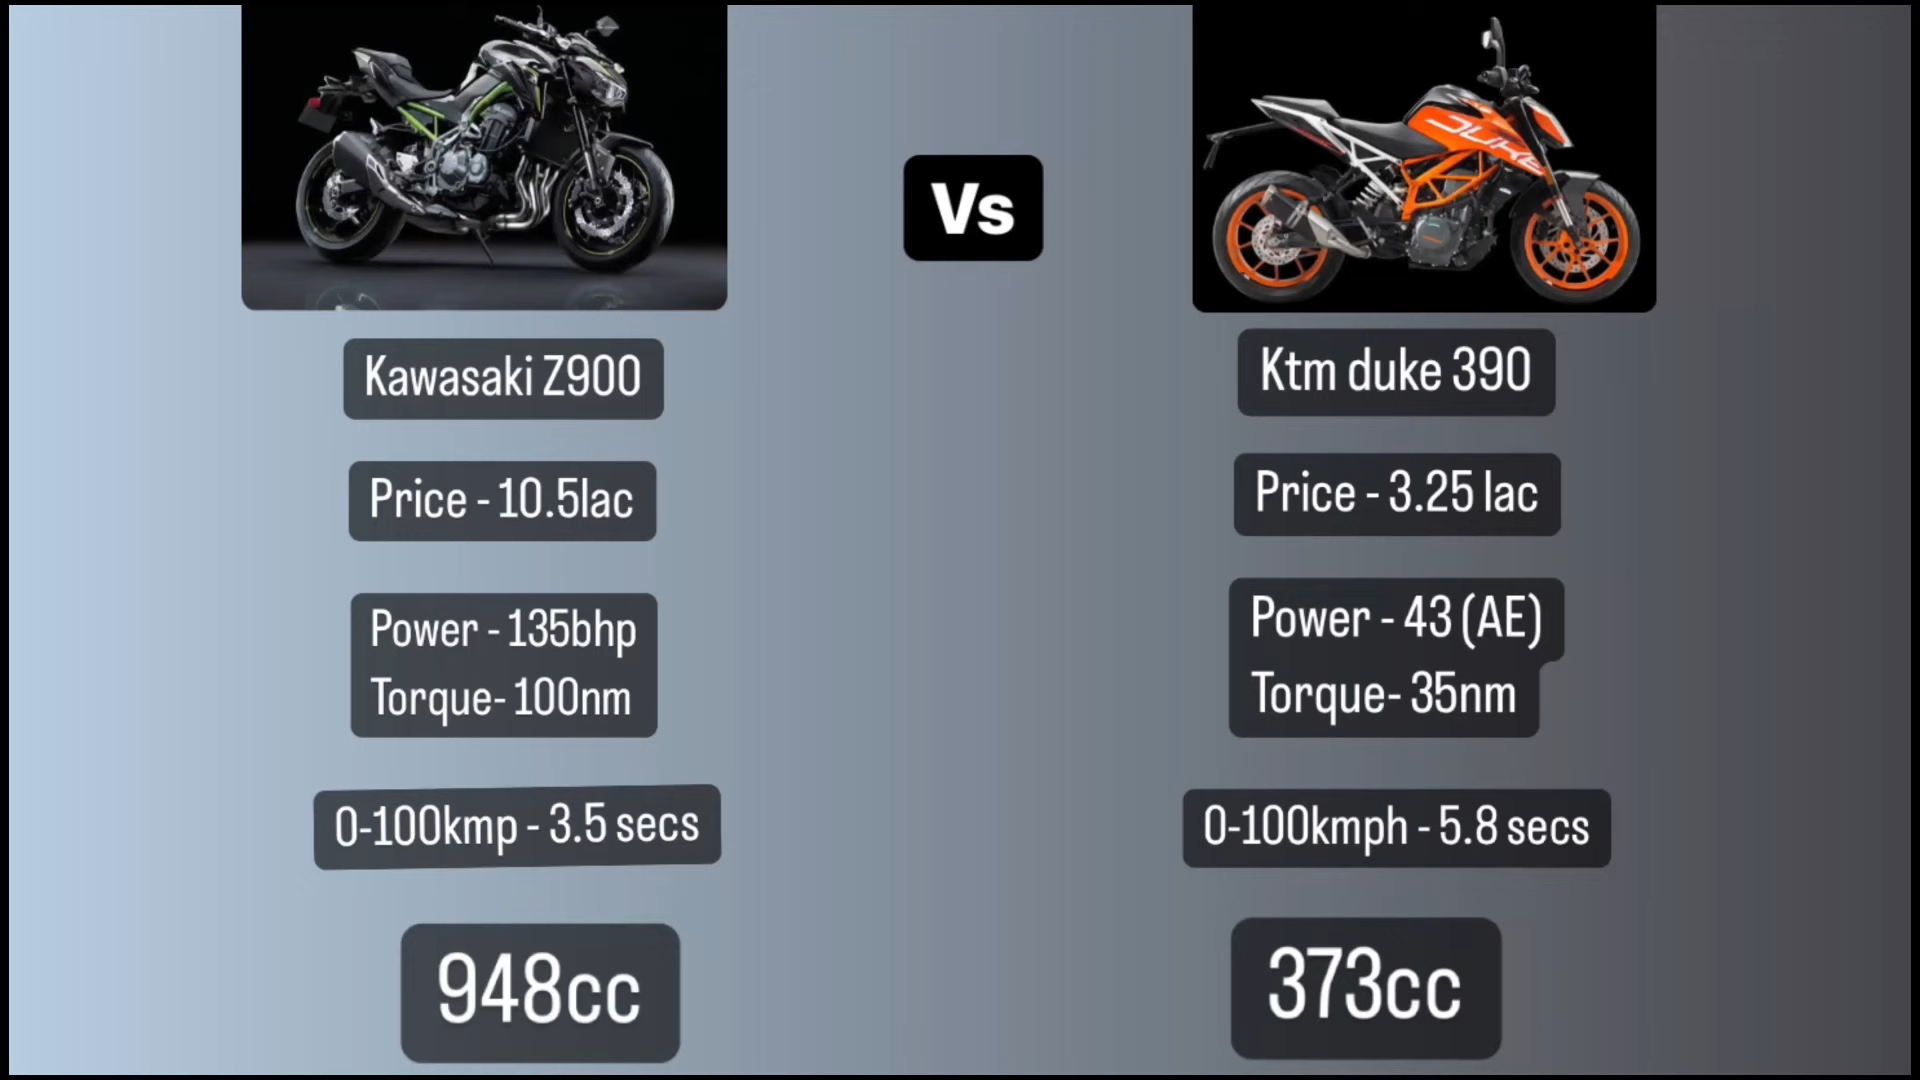 DUKE
Vs
Kawasaki Z900
Price - 10.5lac
Power - 135bhp
Torque- 100nm
0-100kmp - 3.5 secs
948cc
Ktm duke 390
Price - 3.25 lac
Power - 43 (AE)
Torque- 35nm
0-100kmph - 5.8 secs
373cc